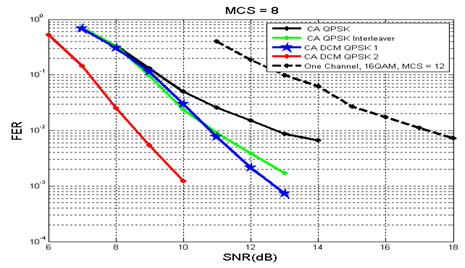 MCS = 8
10^0
10^-1
10^-2
10^-3
10^-4
FER
CA QPSK
CA QPSK Interleaver
CA DCM QPSK 1
CA DCM QPSK 2
One Channel, 16QAM, MCS = 12
6 8 10 12 14 16 18
SNR(dB)